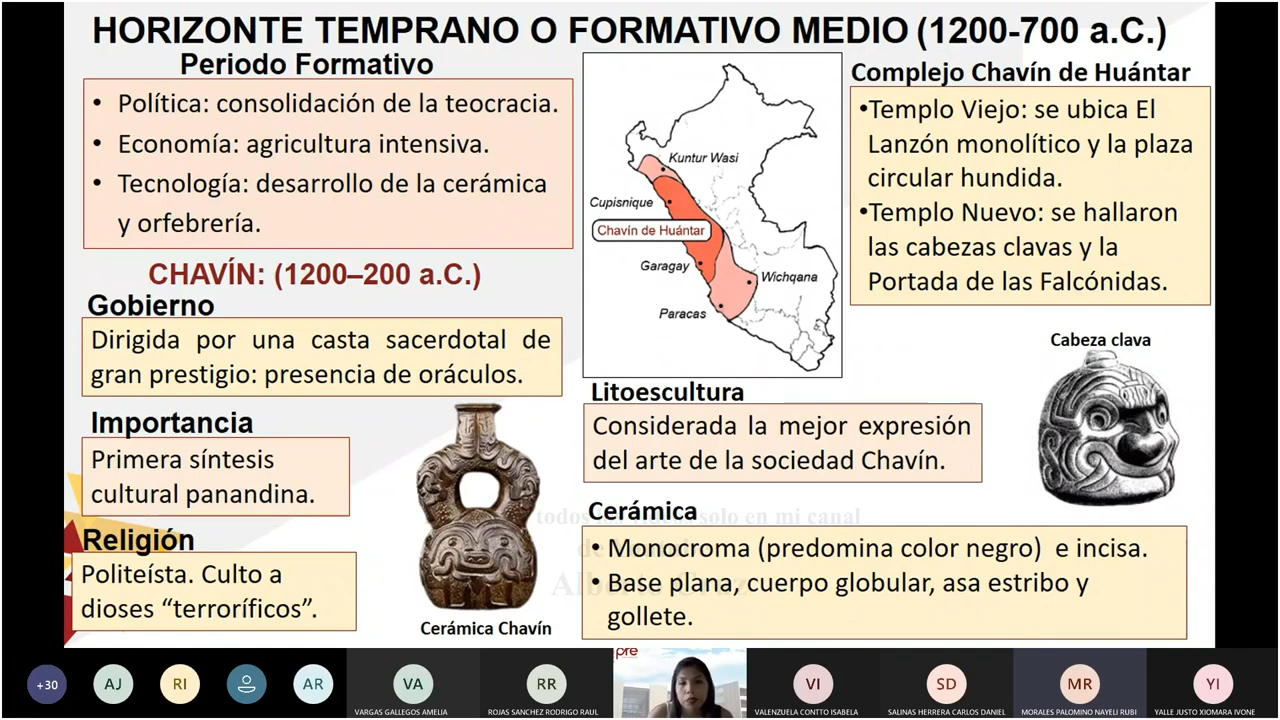 HORIZONTE TEMPRANO O FORMATIVO MEDIO (1200-700 a.C.)
Periodo Formativo
• Política: consolidación de la teocracia.
• Economía: agricultura intensiva.
• Tecnología: desarrollo de la cerámica
y orfebrería.
CHAVÍN: (1200–200 a.C.)
Gobierno
Dirigida por una casta sacerdotal de
gran prestigio: presencia de oráculos.
Importancia
Primera síntesis
cultural panandina.
Religión
Politeísta. Culto a
dioses “terroríficos”.
Cerámica Chavín
Kuntur Wasi
Cupisnique
Chavín de Huántar
Garagay
Wichqana
Paracas
Litoescultura
Considerada la mejor expresión
del arte de la sociedad Chavín.
Cerámica
• Monocroma (predomina color negro) e incisa.
• Base plana, cuerpo globular, asa estribo y
gollete.
Complejo Chavín de Huántar
•Templo Viejo: se ubica El
Lanzón monolítico y la plaza
circular hundida.
•Templo Nuevo: se hallaron
las cabezas clavas y la
Portada de las Falcónidas.
Cabeza clava
todos solo en mi canal
+30
AJ
RI
AR
VA
VARGAS GALLEGOS AMELIA
RR
ROJAS SANCHEZ RODRIGO RAUL
pre
VI
VALENZUELA CONTTO ISABELA
SD
SALINAS HERRERA CARLOS DANIEL
MR
MORALES PALOMINO NAYELI RUBI
YI
YALLE JUSTO XIOMARA IVONE